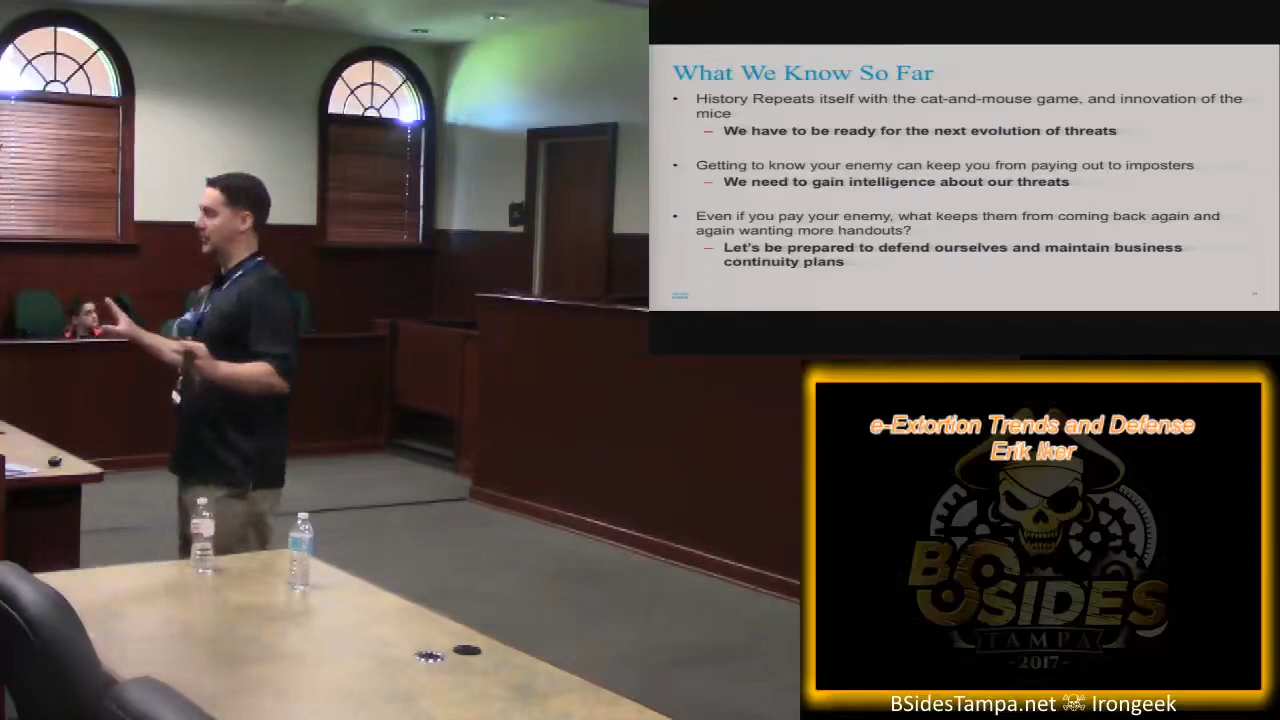 What We Know So Far
• History Repeats itself with the cat-and-mouse game, and innovation of the
mice
– We have to be ready for the next evolution of threats
• Getting to know your enemy can keep you from paying out to imposters
– We need to gain intelligence about our threats
• Even if you pay your enemy, what keeps them from coming back again and
again wanting more handouts?
– Let's be prepared to defend ourselves and maintain business
continuity plans
e-Extortion Trends and Defense
Erik Iker
BSIDES
TAMPA
-2017-
BSidesTampa.net ☠ Irongeek